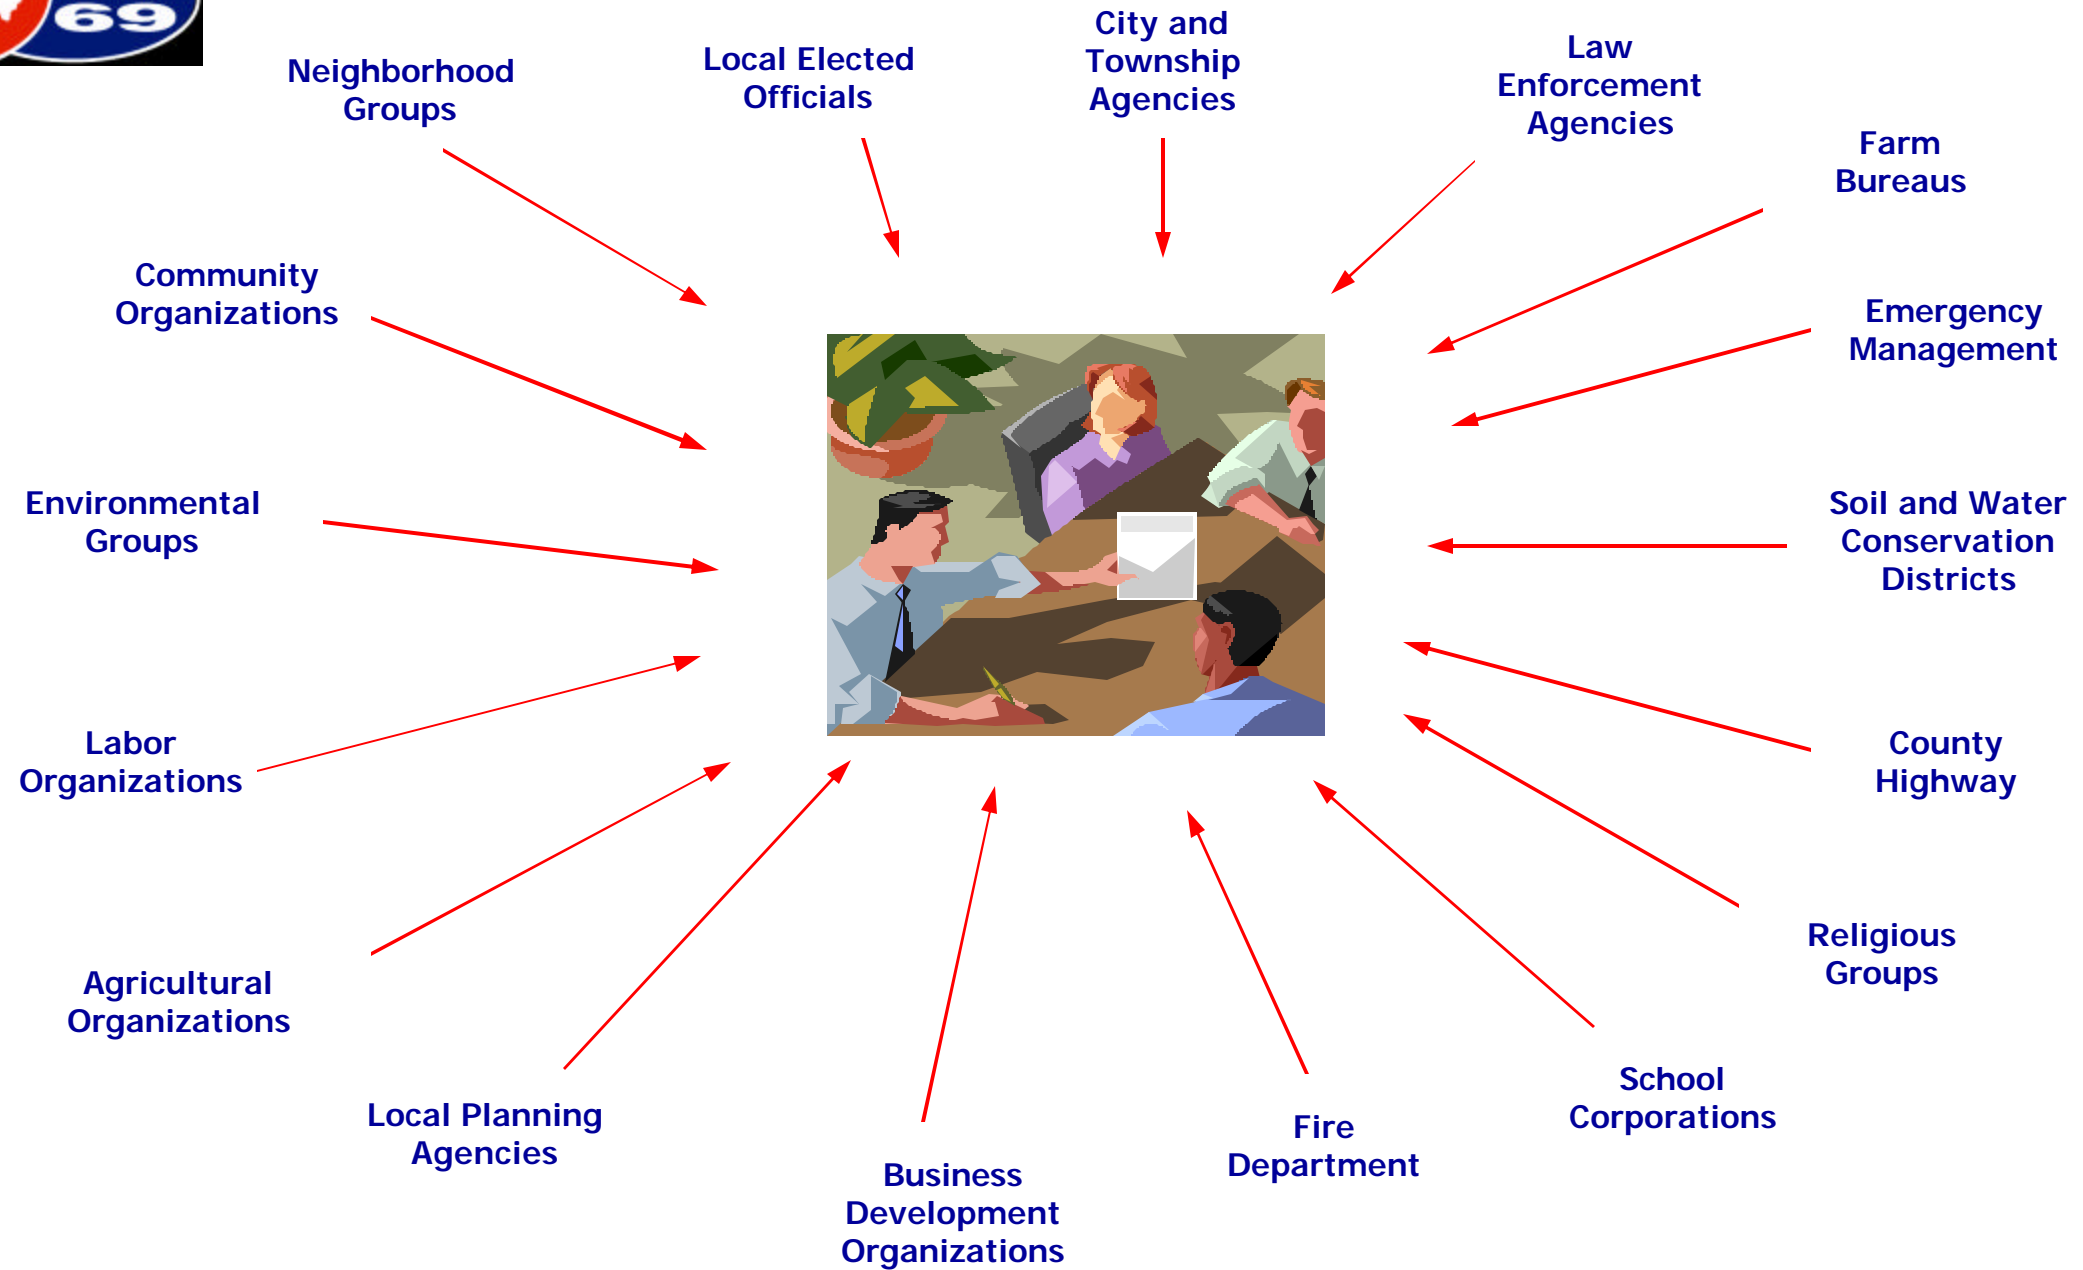 69
Neighborhood
Groups
Local Elected
Officials
City and
Township
Agencies
Law
Enforcement
Agencies
Farm
Bureaus
Emergency
Management
Soil and Water
Conservation
Districts
County
Highway
Religious
Groups
School
Corporations
Fire
Department
Business
Development
Organizations
Local Planning
Agencies
Agricultural
Organizations
Labor
Organizations
Environmental
Groups
Community
Organizations